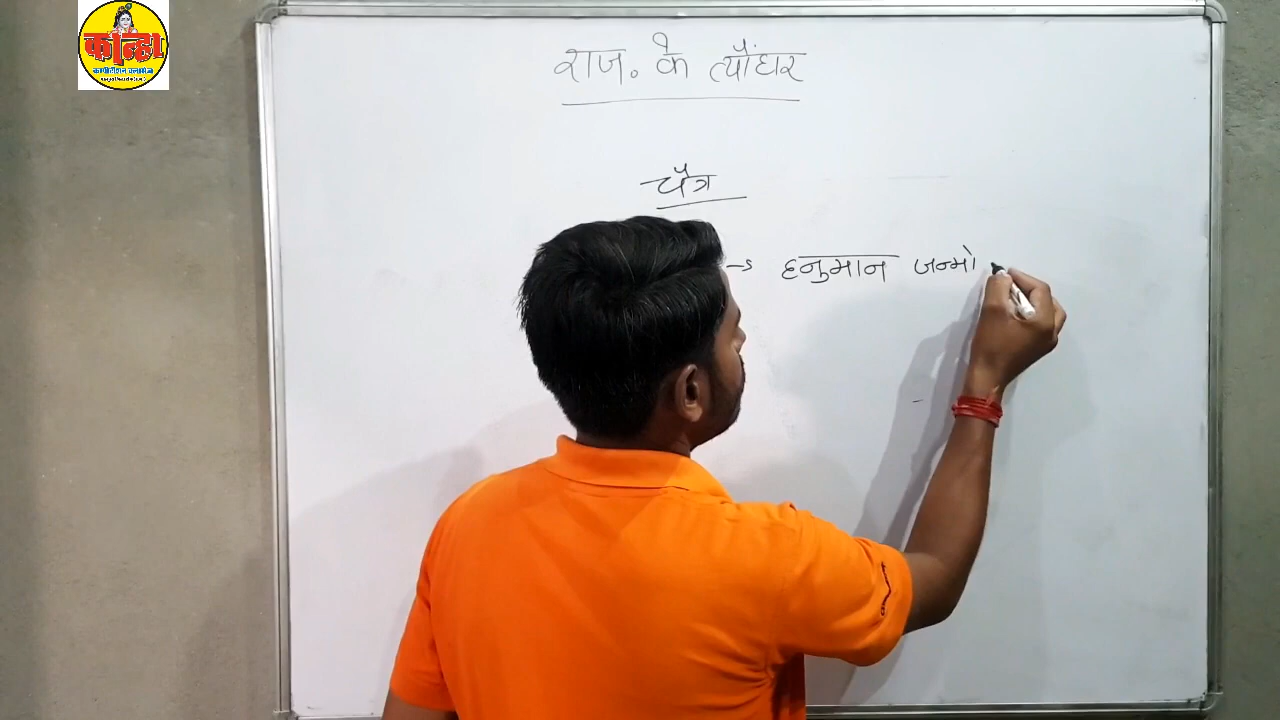 कान्हा
राज. के त्यौंहार
चैत्र
→ हनुमान जन्मो